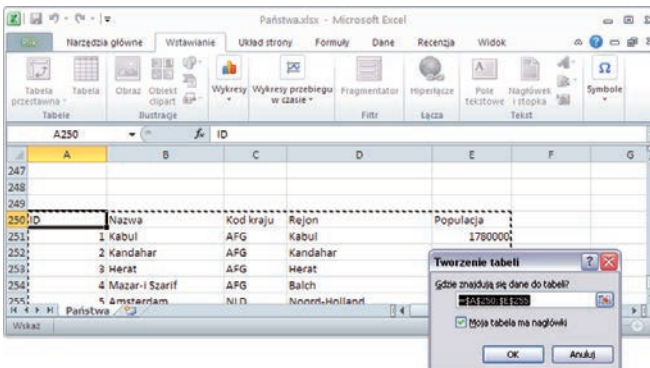 Państwa.xlsx - Microsoft Excel
Plik Narzędzia główne Wstawianie Układ strony Formuły Dane Recenzja Widok
Tabela przestawna Tabela Obraz Obiekt clipart Wykresy Wykresy przebiegu w czasie Fragmentator Hiperłącze Pole tekstowe Nagłówek i stopka Symbole
Tabele Ilustracje Filtr Łącza Tekst
A250 fx ID
A B C D E F G
247
248
249
250 ID Nazwa Kod kraju Rejon Populacja
251 1 Kabul AFG Kabul 1780000
252 2 Kandahar AFG Kandahar
253 3 Herat AFG Herat
254 4 Mazar-i Szarif AFG Balch
255 5 Amsterdam NLD Noord-Holland
Tworzenie tabeli
Gdzie znajdują się dane do tabeli?
=$A$250:$E$255
Moja tabela ma nagłówki
OK Anuluj
Państwa
Wskaż